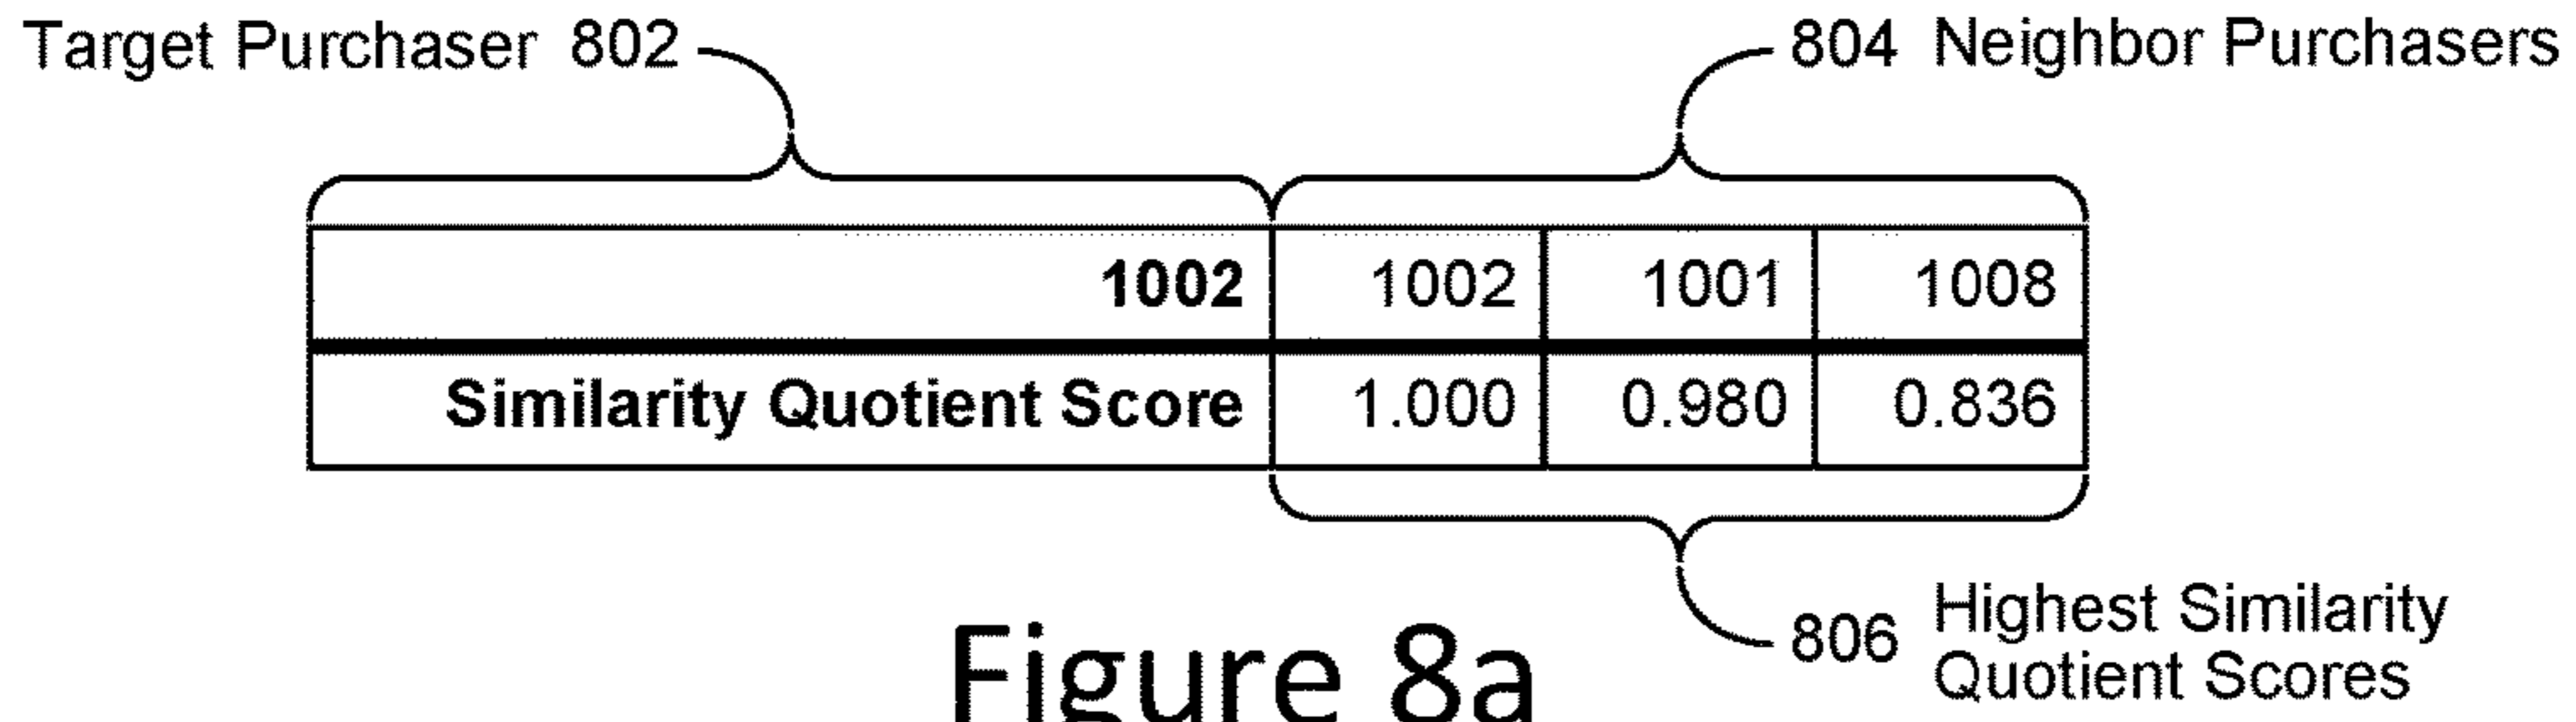 Target Purchaser 802
804 Neighbor Purchasers
1002 1002 1001 1008
Similarity Quotient Score 1.000 0.980 0.836
806 Highest Similarity
Quotient Scores
Figure 8a